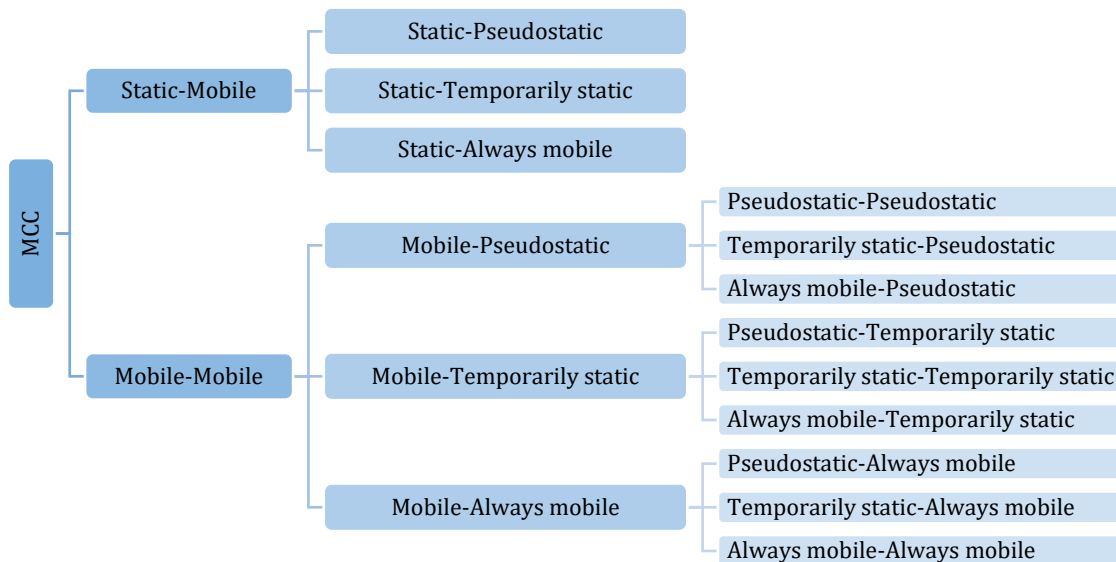 MCC
Static-Mobile
Static-Pseudostatic
Static-Temporarily static
Static-Always mobile
Mobile-Mobile
Mobile-Pseudostatic
Pseudostatic-Pseudostatic
Temporarily static-Pseudostatic
Always mobile-Pseudostatic
Mobile-Temporarily static
Pseudostatic-Temporarily static
Temporarily static-Temporarily static
Always mobile-Temporarily static
Mobile-Always mobile
Pseudostatic-Always mobile
Temporarily static-Always mobile
Always mobile-Always mobile